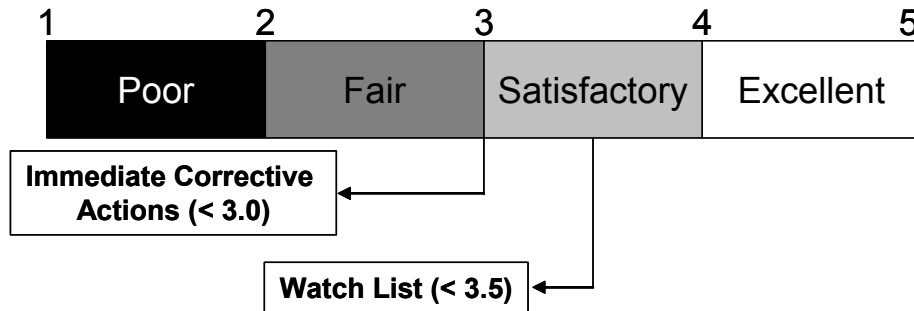 1 2 3 4 5
Poor Fair Satisfactory Excellent
Immediate Corrective
Actions (< 3.0)
Watch List (< 3.5)